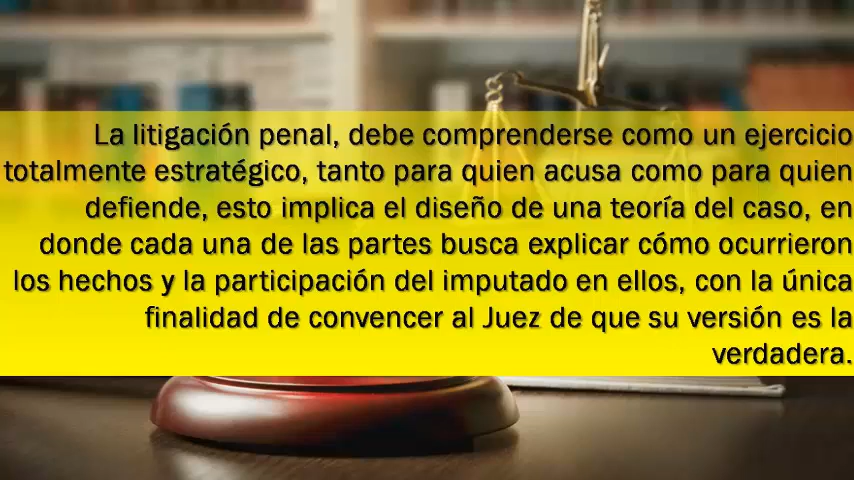 La litigación penal, debe comprenderse como un ejercicio
totalmente estratégico, tanto para quien acusa como para quien
defiende, esto implica el diseño de una teoría del caso, en
donde cada una de las partes busca explicar cómo ocurrieron
los hechos y la participación del imputado en ellos, con la única
finalidad de convencer al Juez de que su versión es la
verdadera.